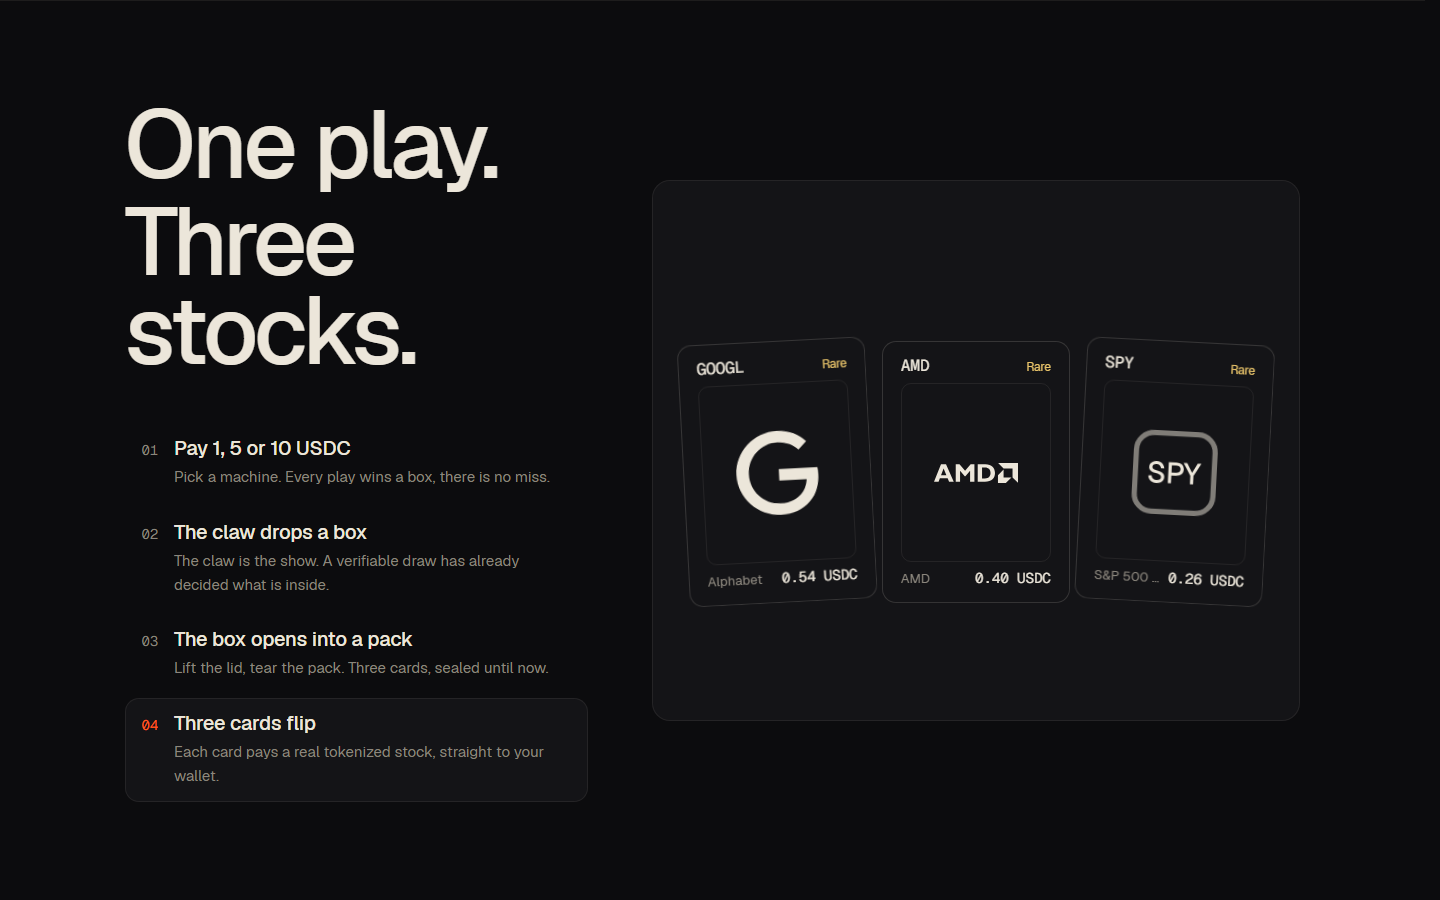 One play.
Three
stocks.
01 Pay 1, 5 or 10 USDC
Pick a machine. Every play wins a box, there is no miss.
02 The claw drops a box
The claw is the show. A verifiable draw has already
decided what is inside.
03 The box opens into a pack
Lift the lid, tear the pack. Three cards, sealed until now.
04 Three cards flip
Each card pays a real tokenized stock, straight to your
wallet.
GOOGL Rare
G
Alphabet 0.54 USDC
AMD Rare
AMD
AMD 0.40 USDC
SPY Rare
SPY
S&P 500 … 0.26 USDC